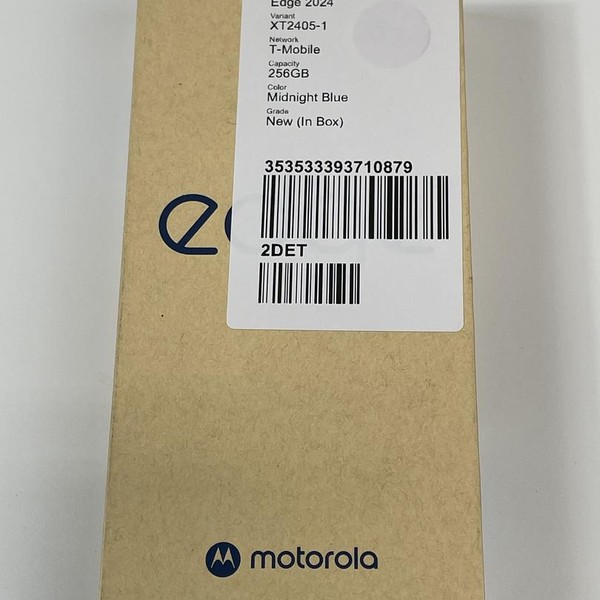 Edge 2024
Variant
XT2405-1
Network
T-Mobile
Capacity
256GB
Color
Midnight Blue
Grade
New (In Box)
353533393710879
2DET
motorola